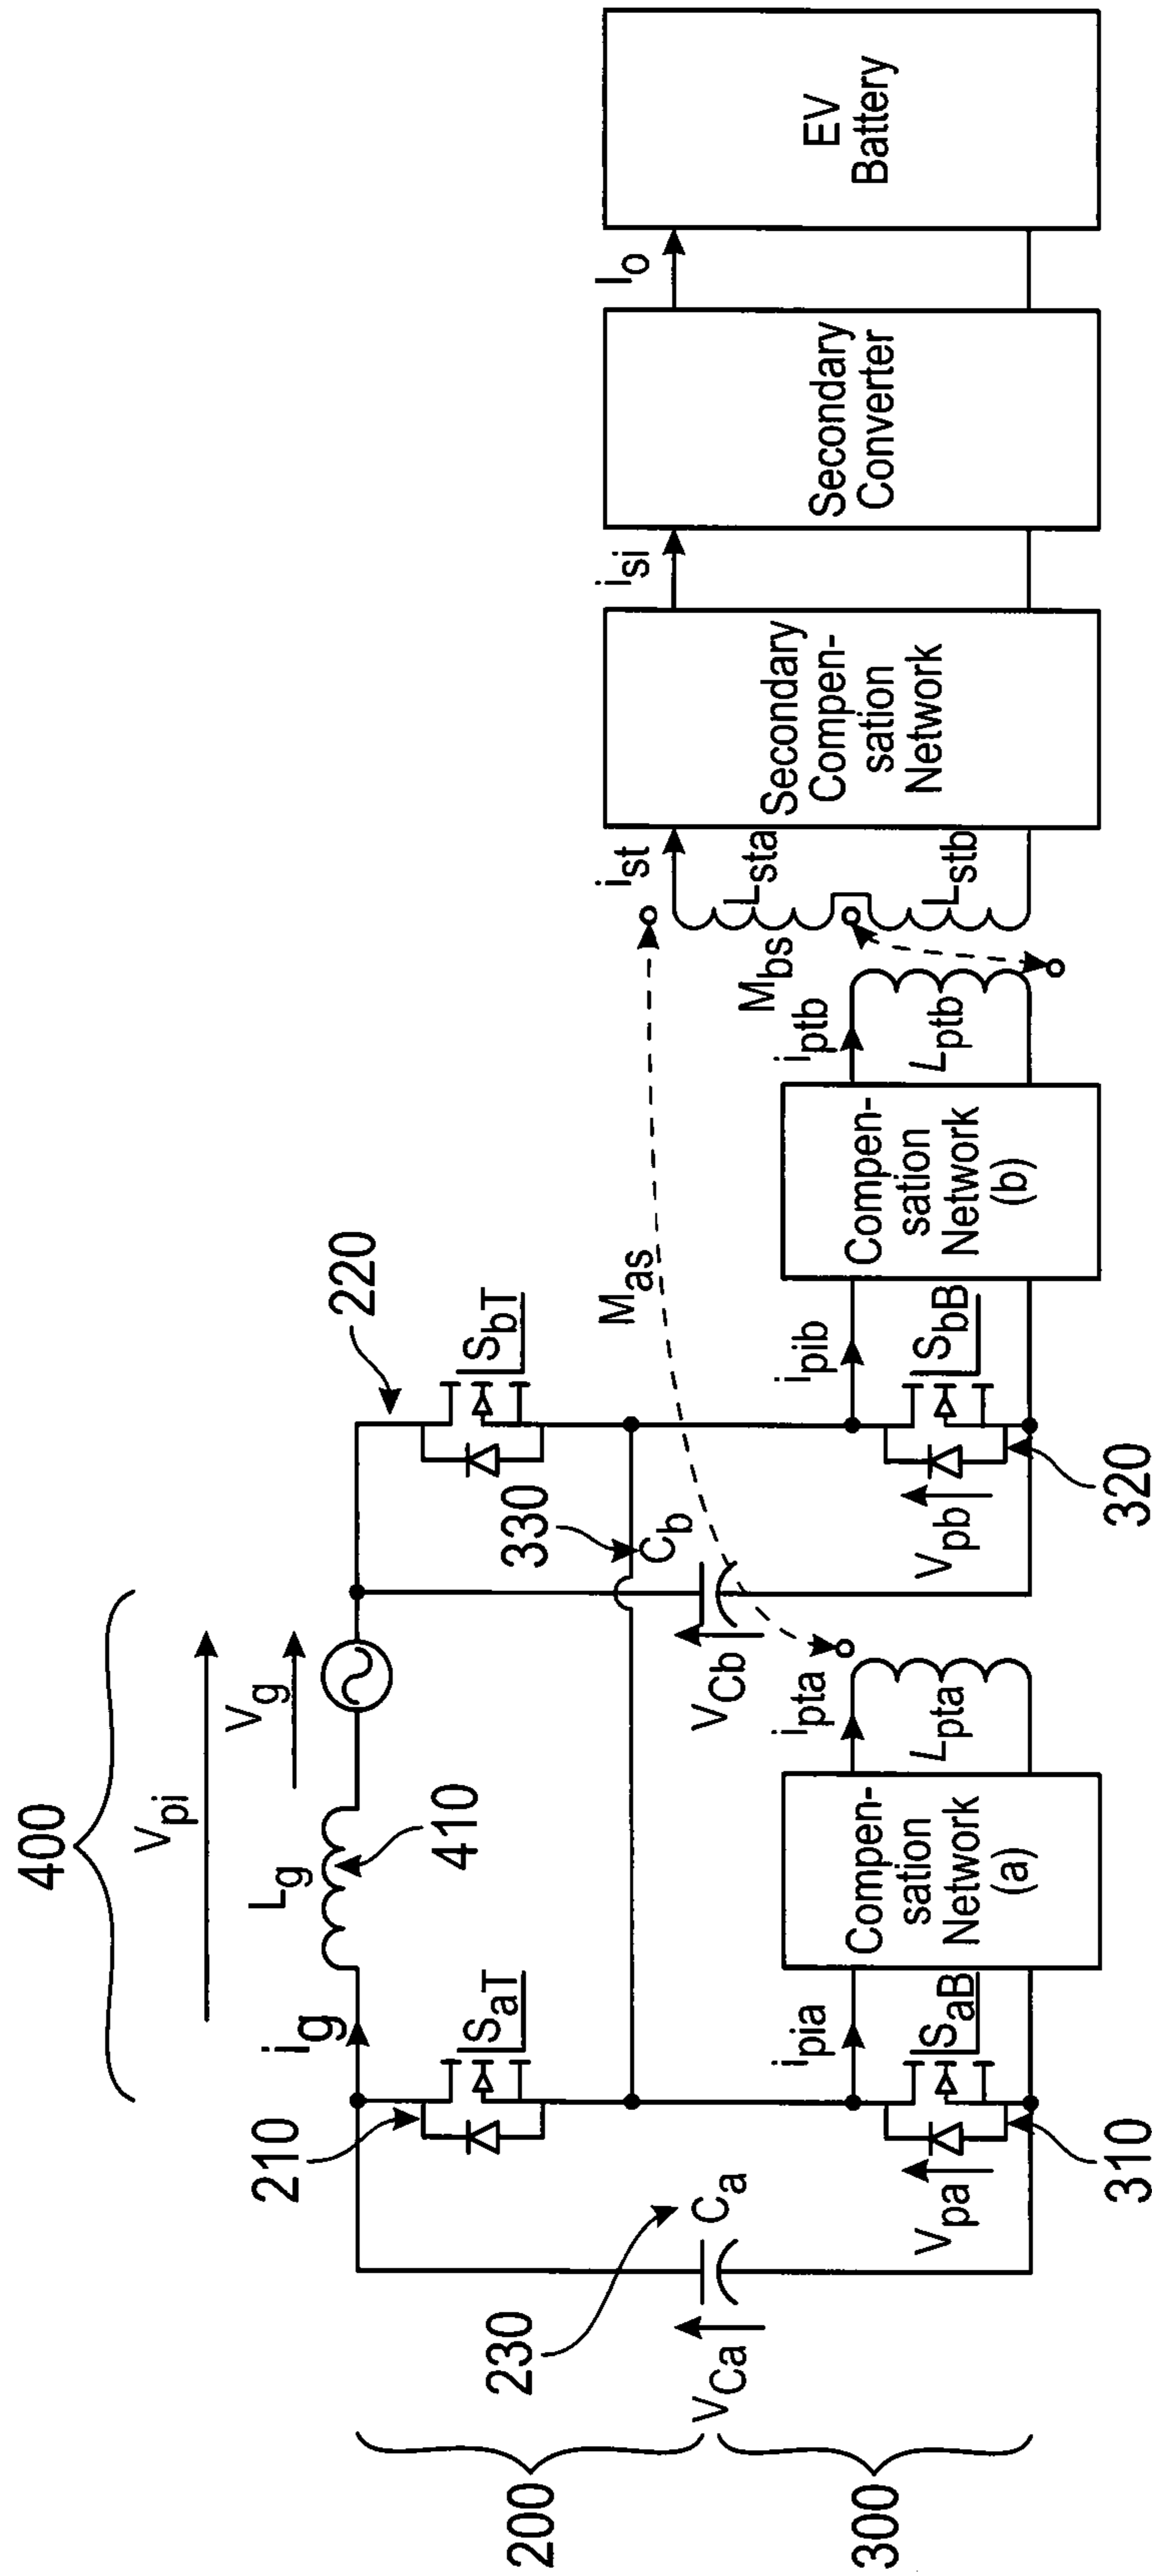 400
V_pi
V_g
i_g
L_g
410
220
210
S_aT
S_bT
330
C_b
M_as
230
C_a
V_Ca
V_Cb
200
300
V_pa
S_aB
310
i_pia
Compen-
sation
Network
(a)
i_pta
L_pta
V_pb
S_bB
320
i_pib
Compen-
sation
Network
(b)
i_ptb
L_ptb
M_bs
i_st
L_sta
L_stb
Secondary
Compen-
sation
Network
i_si
Secondary
Converter
I_o
EV
Battery